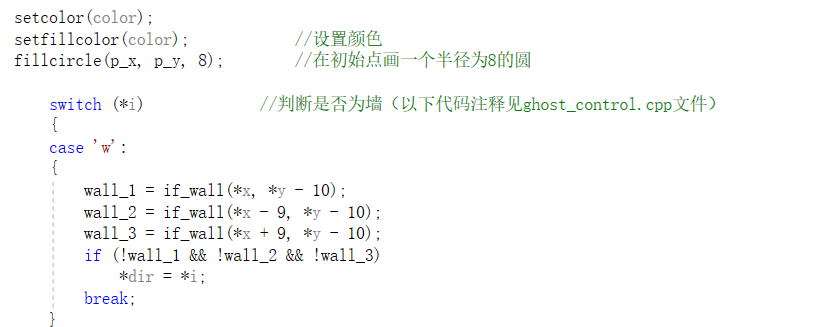 setcolor(color);
setfillcolor(color); //设置颜色
fillcircle(p_x, p_y, 8); //在初始点画一个半径为8的圆
switch (*i) //判断是否为墙（以下代码注释见ghost_control.cpp文件）
{
case 'w':
{
wall_1 = if_wall(*x, *y - 10);
wall_2 = if_wall(*x - 9, *y - 10);
wall_3 = if_wall(*x + 9, *y - 10);
if (!wall_1 && !wall_2 && !wall_3)
*dir = *i;
break;
}